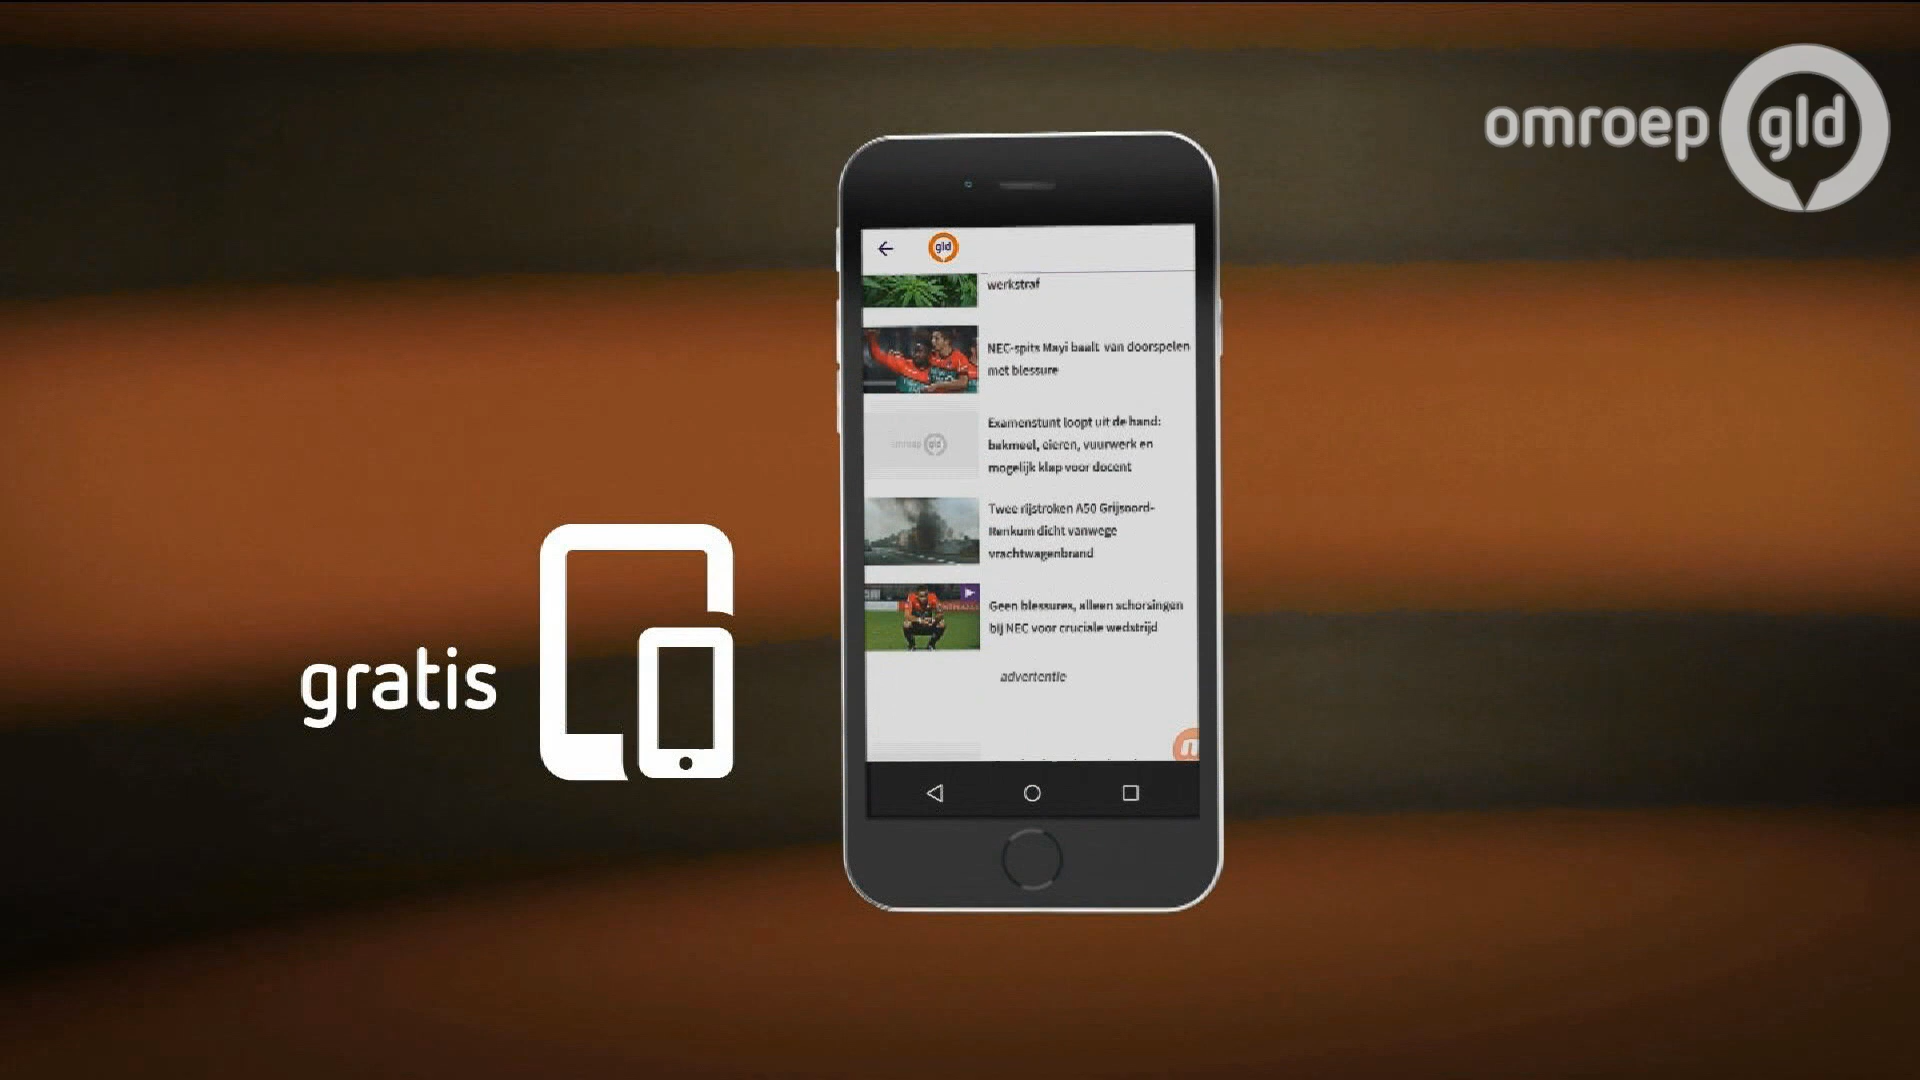 omroep gld
gld
werkstraf
NEC-spits Mayi baalt van doorspelen
met blessure
Examenstunt loopt uit de hand:
bakmeel, eieren, vuurwerk en
mogelijk klap voor docent
omroep gld
Twee rijstroken A50 Grijsoord-
Renkum dicht vanwege
vrachtwagenbrand
Geen blessures, alleen schorsingen
bij NEC voor cruciale wedstrijd
advertentie
gratis